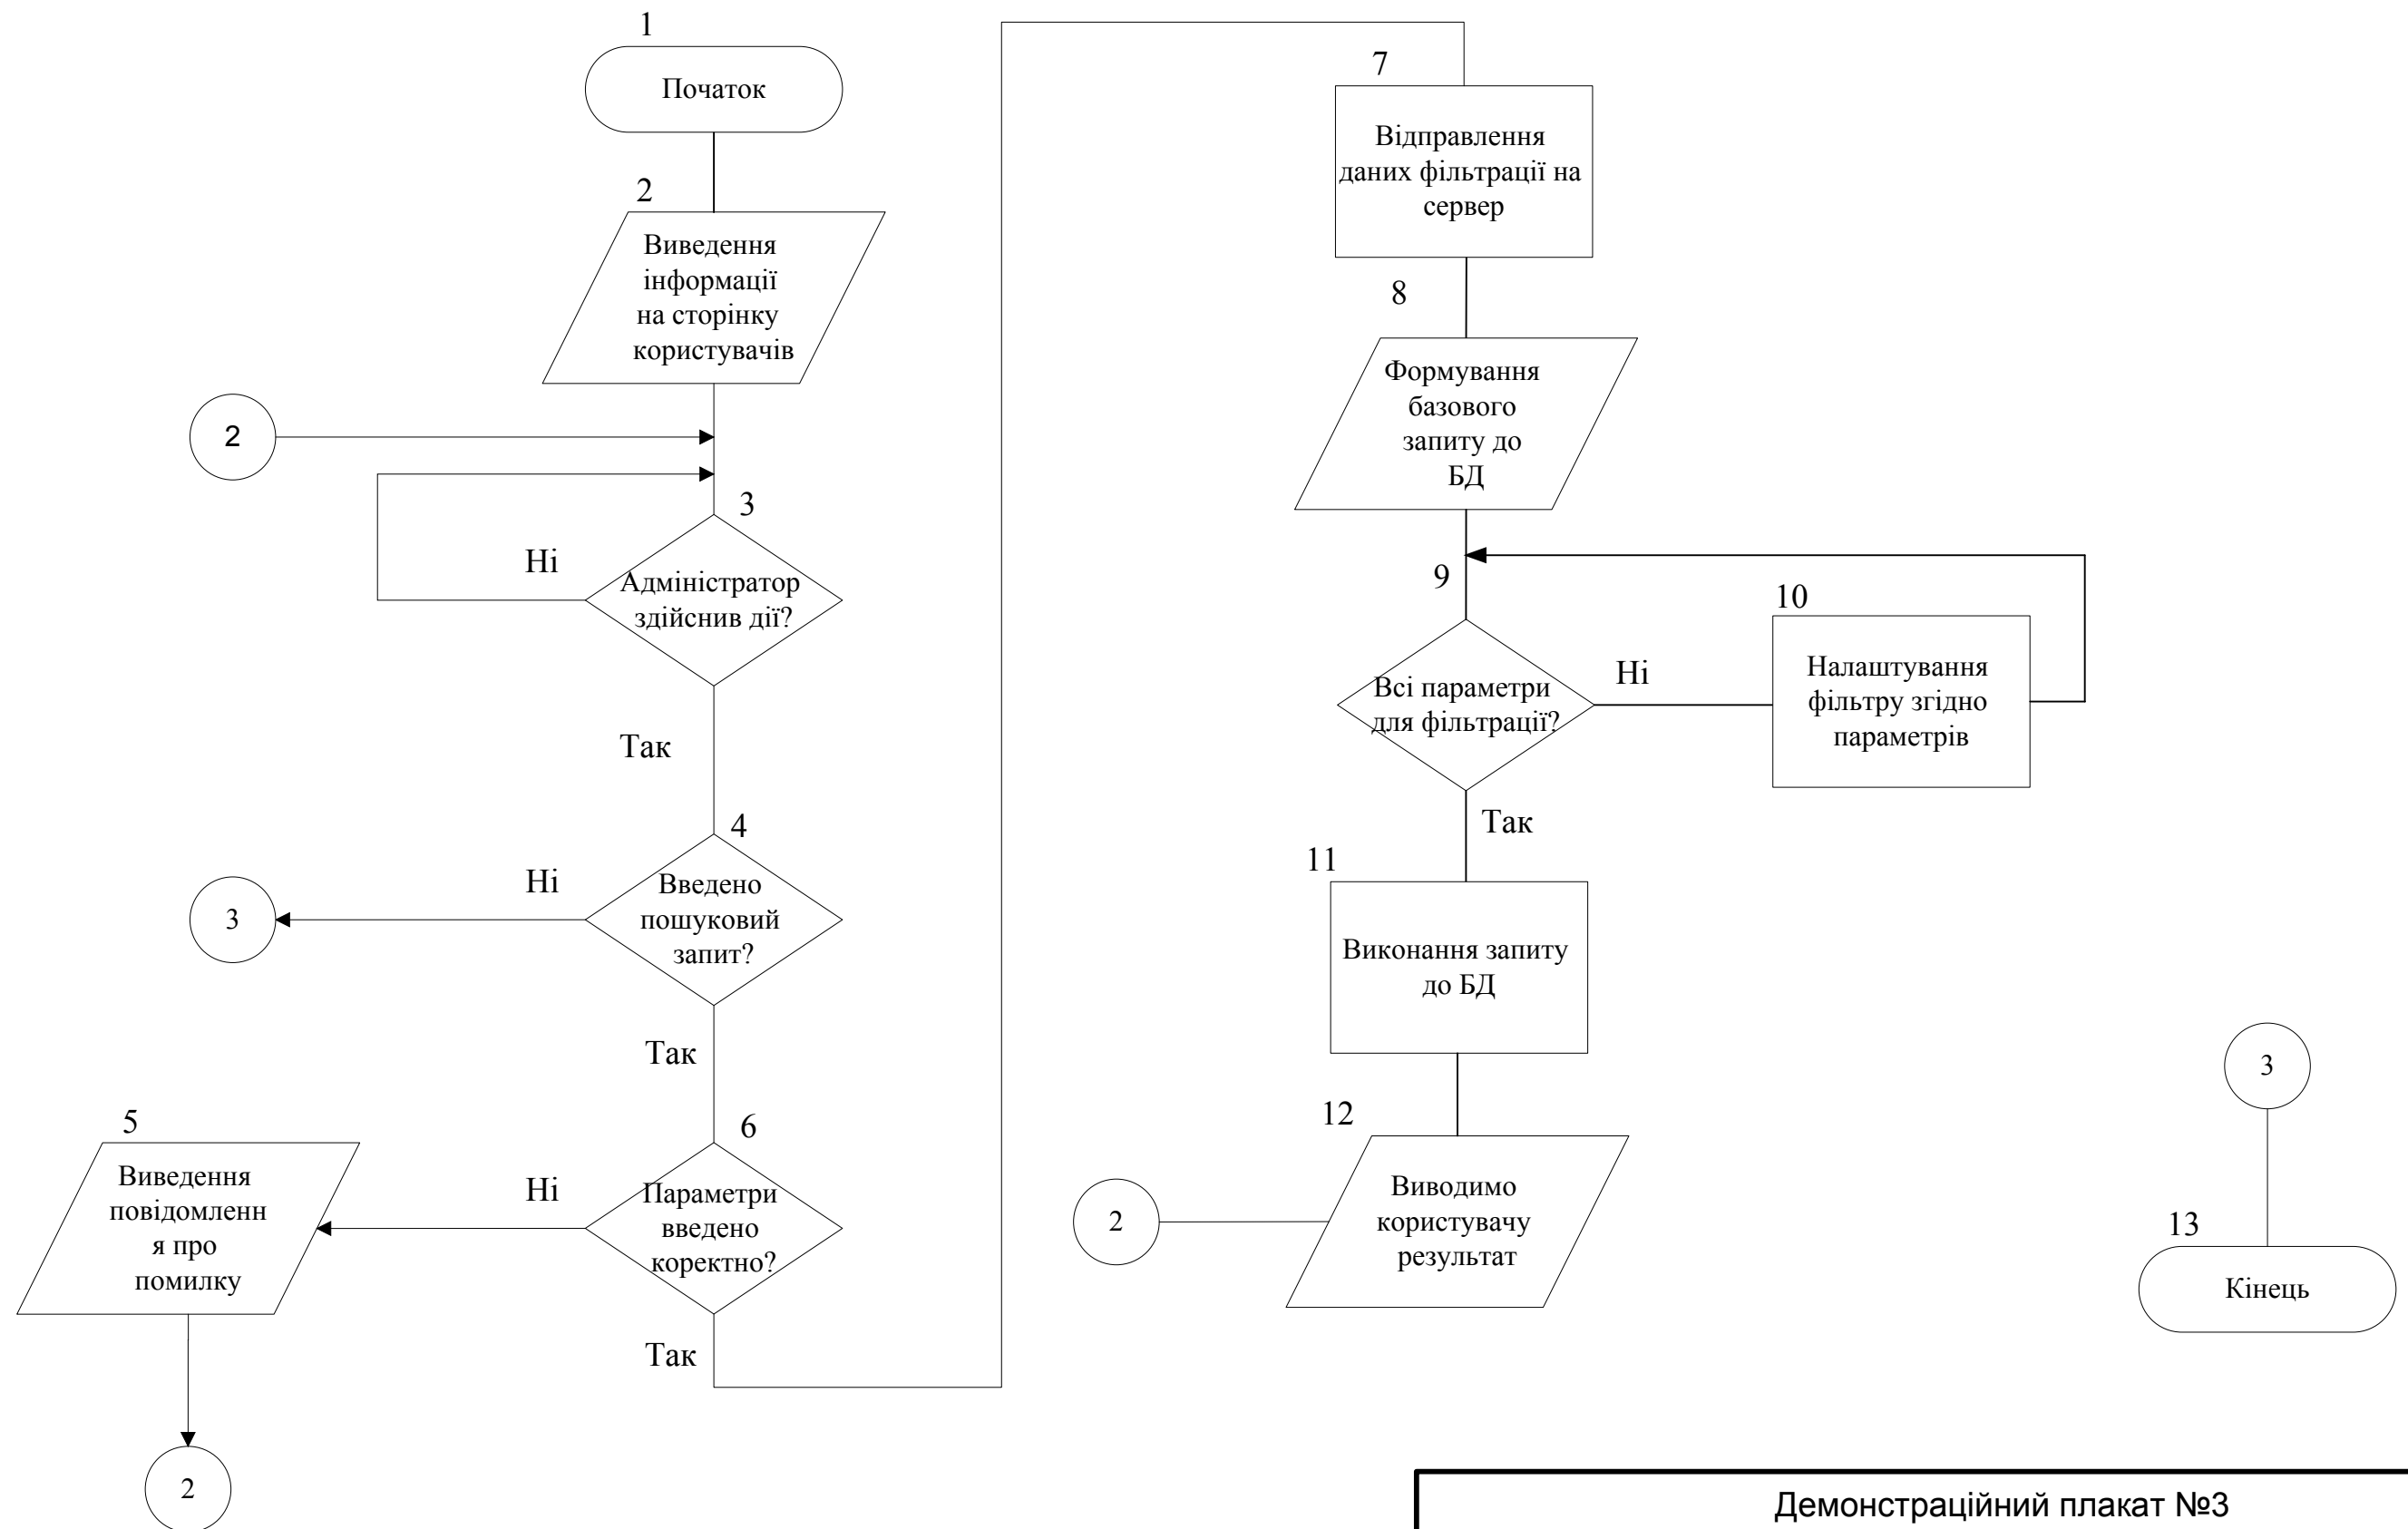 1
Початок
2
Виведення
інформації
на сторінку
користувачів
2
3
Ні
Адміністратор
здійснив дії?
Так
4
Ні
Введено
пошуковий
запит?
3
Так
5
Виведення
повідомленн
я про
помилку
6
Ні
Параметри
введено
коректно?
Так
2
7
Відправлення
даних фільтрації на
сервер
8
Формування
базового
запиту до
БД
9
Всі параметри
для фільтрації?
Ні
10
Налаштування
фільтру згідно
параметрів
Так
11
Виконання запиту
до БД
12
Виводимо
користувачу
результат
2
3
13
Кінець
Демонстраційний плакат №3